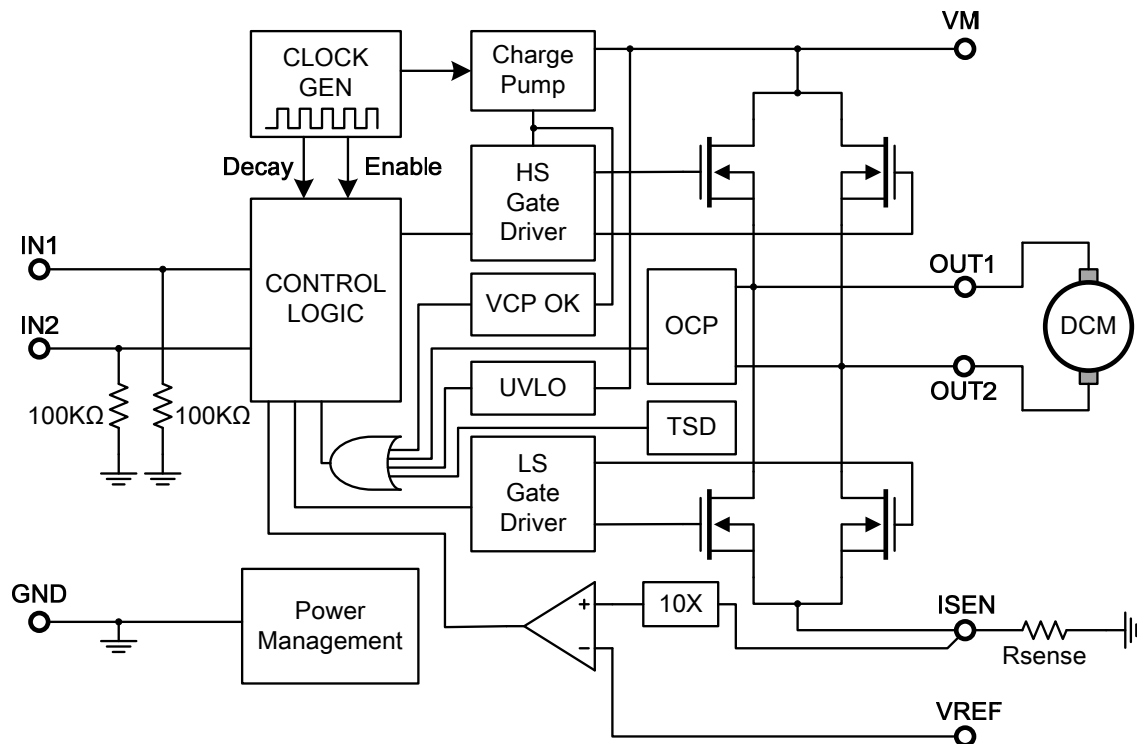 VM
CLOCK
GEN
Charge
Pump
Decay
Enable
HS
Gate
Driver
IN1
CONTROL
LOGIC
VCP OK
OCP
OUT1
DCM
IN2
UVLO
OUT2
100KΩ
100KΩ
TSD
LS
Gate
Driver
GND
Power
Management
+
−
10X
ISEN
Rsense
VREF